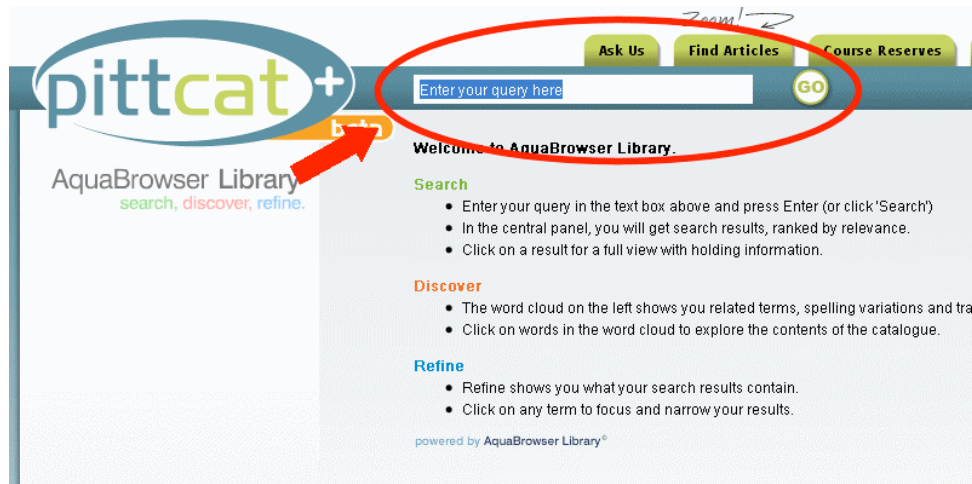 Zoom!
Ask Us
Find Articles
Course Reserves
pittcat+
Enter your query here
GO
beta
Welcome to AquaBrowser Library.
AquaBrowser Library
search, discover, refine.
Search
• Enter your query in the text box above and press Enter (or click 'Search')
• In the central panel, you will get search results, ranked by relevance.
• Click on a result for a full view with holding information.
Discover
• The word cloud on the left shows you related terms, spelling variations and tra
• Click on words in the word cloud to explore the contents of the catalogue.
Refine
• Refine shows you what your search results contain.
• Click on any term to focus and narrow your results.
powered by AquaBrowser Library®